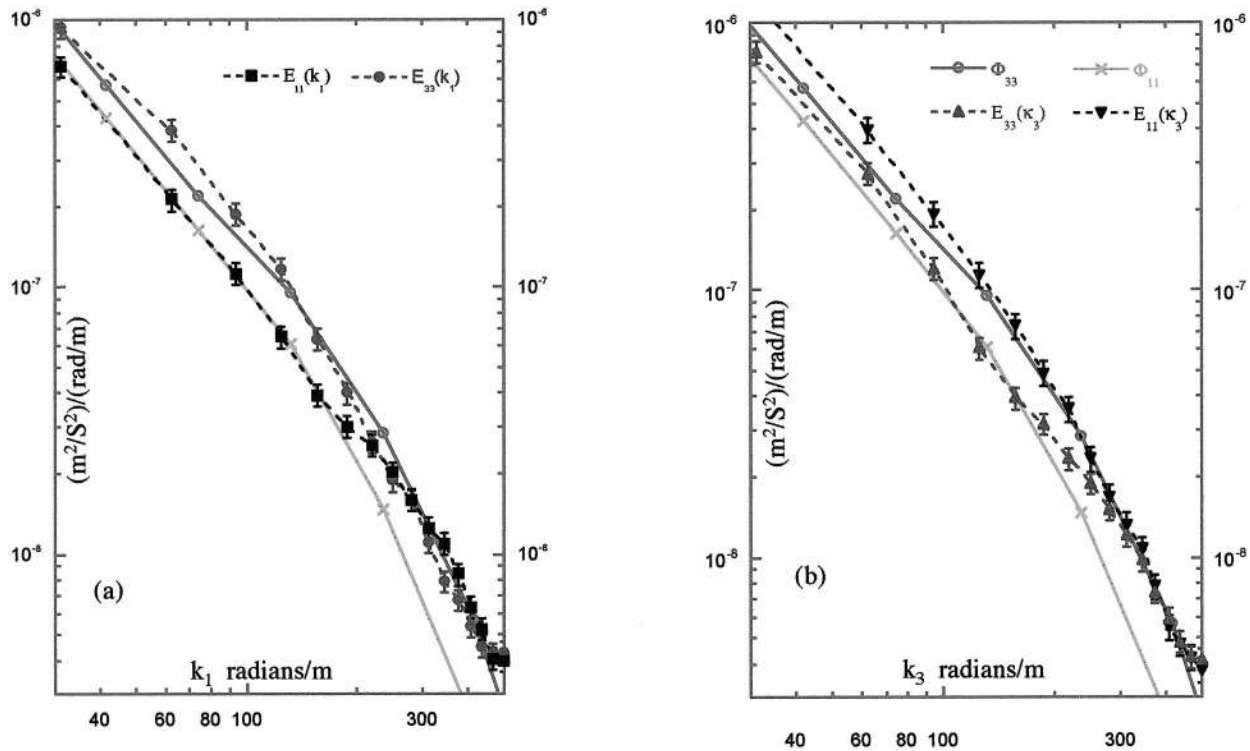 10-6
10-6
E11(k1) E33(k1)
10-7
10-7
(m2/S2)/(rad/m)
10-8
10-8
(a)
k1 radians/m
40 60 80 100 300
10-6
10-6
Φ33 Φ11
E33(κ3) E11(κ3)
10-7
10-7
(m2/S2)/(rad/m)
10-8
10-8
(b)
k3 radians/m
40 60 80 100 300